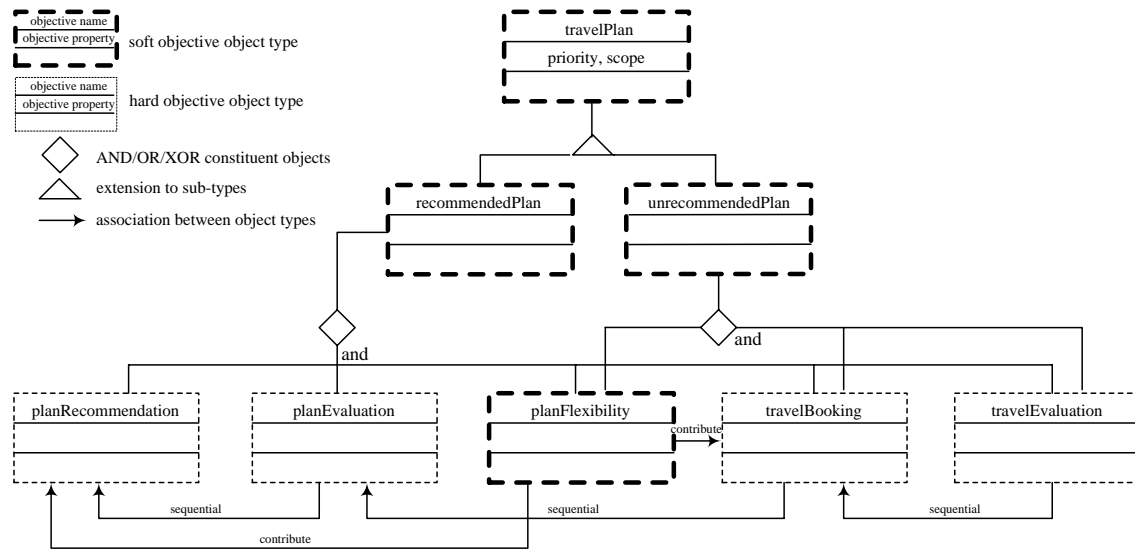 objective name
objective property
soft objective object type
objective name
objective property
hard objective object type
AND/OR/XOR constituent objects
extension to sub-types
association between object types
travelPlan
priority, scope
recommendedPlan
unrecommendedPlan
and
and
planRecommendation
planEvaluation
planFlexibility
travelBooking
travelEvaluation
contribute
sequential
sequential
sequential
contribute